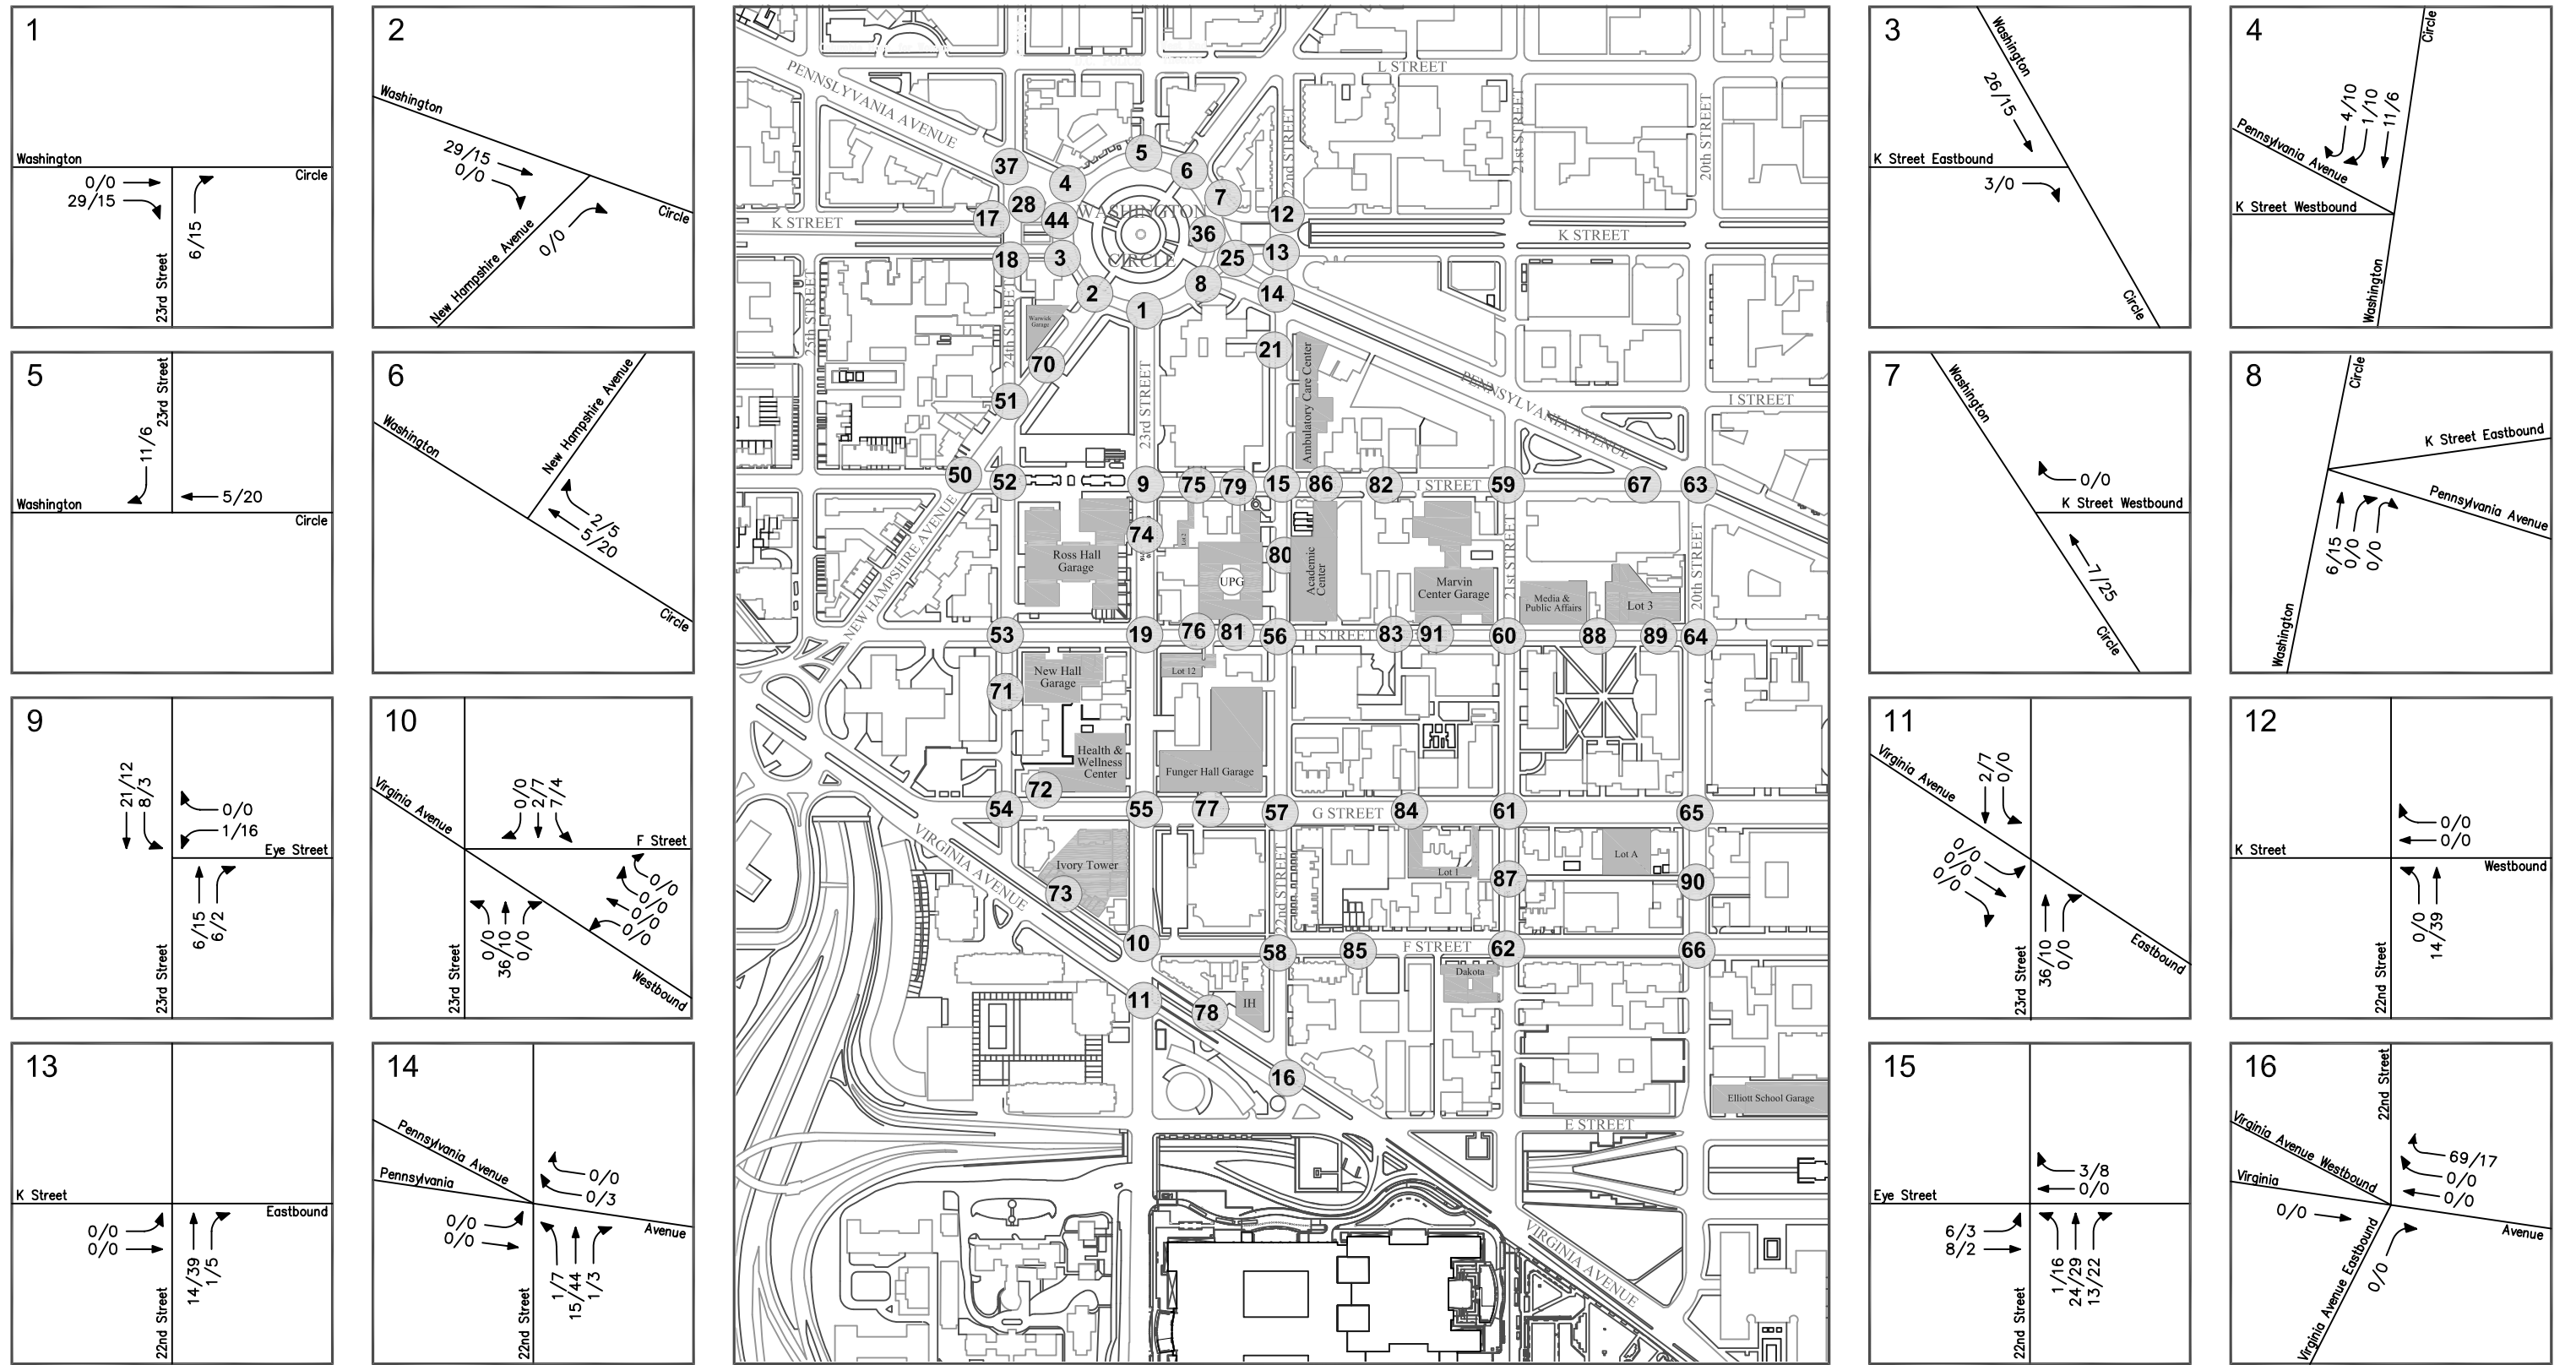 1
Washington
Circle
0/0
29/15
6/15
23rd Street
2
Washington
29/15
0/0
0/0
Circle
New Hampshire Avenue
5
23rd Street
11/6
5/20
Washington
Circle
6
New Hampshire Avenue
Washington
2/5
5/20
Circle
9
21/12
8/3
0/0
1/16
Eye Street
6/15
6/2
23rd Street
10
Virginia Avenue
0/0
2/7
7/4
F Street
0/0
0/0
0/0
0/0
0/0
36/10
0/0
23rd Street
Westbound
13
K Street
Eastbound
0/0
0/0
14/39
1/5
22nd Street
14
Pennsylvania Avenue
Pennsylvania
0/0
0/3
0/0
0/0
Avenue
1/7
15/44
1/3
22nd Street
L STREET
PENNSLYVANIA AVENUE
22ND STREET
21st STREET
20th STREET
5
37
6
4
7
28
12
17
44
WASHINGTON
K STREET
36
K STREET
18
3
CIRCLE
25
13
2
8
14
1
25th STREET
24th STREET
Warwick
Garage
21
70
Ambulatory Care Center
PENNSYLVANIA AVENUE
51
23rd STREET
I STREET
50
52
9
75
79
15
86
82
I STREET
59
67
63
NEW HAMPSHIRE AVENUE
74
Lot 2
80
Ross Hall
Garage
UPG
Academic
Center
Marvin
Center Garage
21st STREET
Media &
Public Affairs
Lot 3
20th STREET
53
19
76
81
56
H STREET
83
91
60
88
89
64
New Hall
Garage
Lot 12
71
Health &
Wellness
Center
Funger Hall Garage
72
54
55
77
57
G STREET
84
61
65
VIRGINIA AVENUE
Ivory Tower
22nd STREET
Lot 1
Lot A
73
87
90
10
58
85
F STREET
62
66
Dakota
11
78
IH
16
Elliott School Garage
E STREET
VIRGINIA AVENUE
3
Washington
26/15
K Street Eastbound
3/0
Circle
4
Circle
4/10
1/10
11/6
Pennsylvania Avenue
K Street Westbound
Washington
7
Washington
0/0
K Street Westbound
7/25
Circle
8
Circle
K Street Eastbound
Pennsylvania Avenue
6/15
0/0
0/0
Washington
11
Virginia Avenue
2/7
0/0
0/0
0/0
0/0
36/10
0/0
23rd Street
Eastbound
12
0/0
0/0
K Street
Westbound
0/0
14/39
22nd Street
15
3/8
0/0
Eye Street
6/3
8/2
1/16
24/29
13/22
22nd Street
16
22nd Street
Virginia Avenue Westbound
69/17
0/0
0/0
Virginia
0/0
Avenue
0/0
Virginia Avenue Eastbound